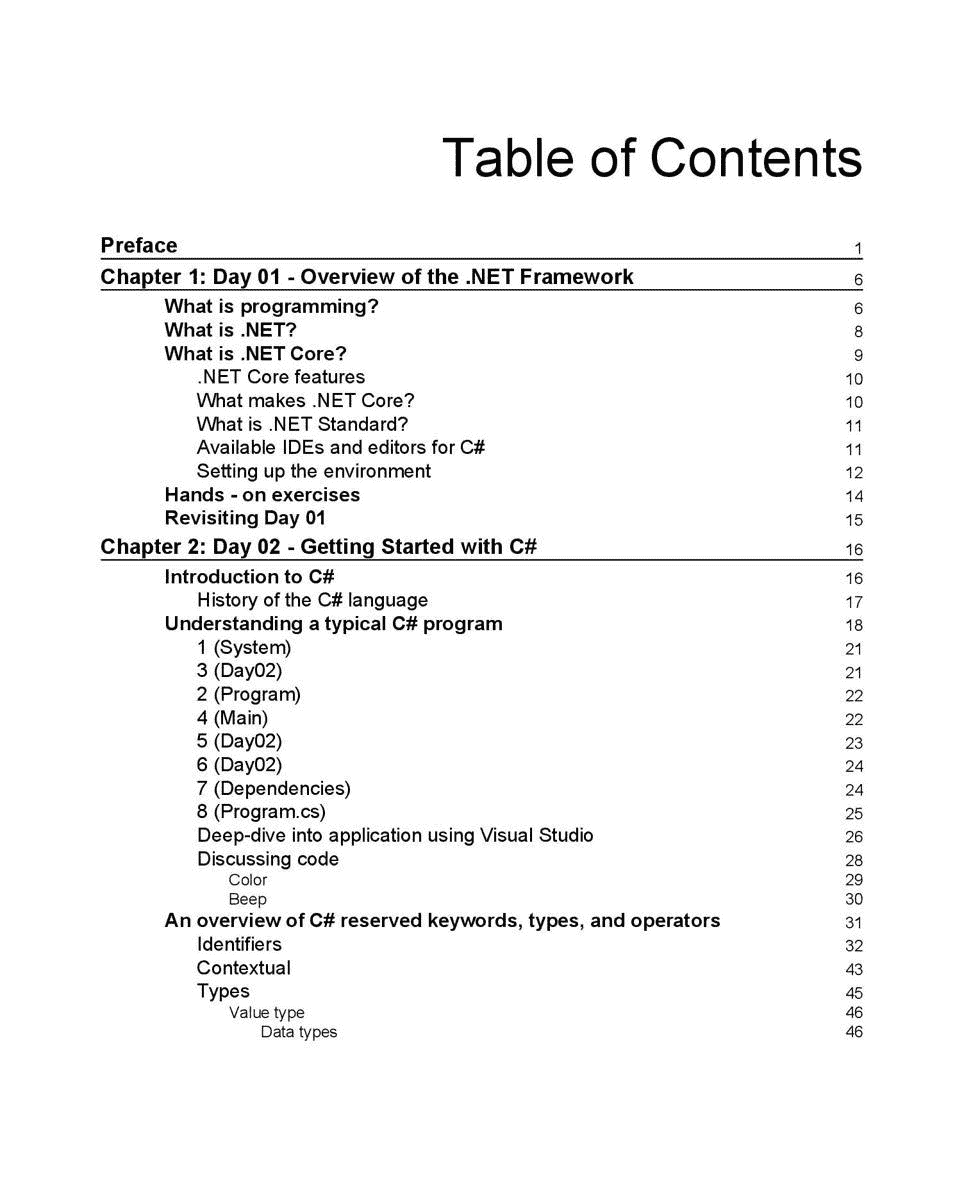 Table of Contents
Preface 1
Chapter 1: Day 01 - Overview of the .NET Framework 6
What is programming? 6
What is .NET? 8
What is .NET Core? 9
.NET Core features 10
What makes .NET Core? 10
What is .NET Standard? 11
Available IDEs and editors for C# 11
Setting up the environment 12
Hands - on exercises 14
Revisiting Day 01 15
Chapter 2: Day 02 - Getting Started with C# 16
Introduction to C# 16
History of the C# language 17
Understanding a typical C# program 18
1 (System) 21
3 (Day02) 21
2 (Program) 22
4 (Main) 22
5 (Day02) 23
6 (Day02) 24
7 (Dependencies) 24
8 (Program.cs) 25
Deep-dive into application using Visual Studio 26
Discussing code 28
Color 29
Beep 30
An overview of C# reserved keywords, types, and operators 31
Identifiers 32
Contextual 43
Types 45
Value type 46
Data types 46